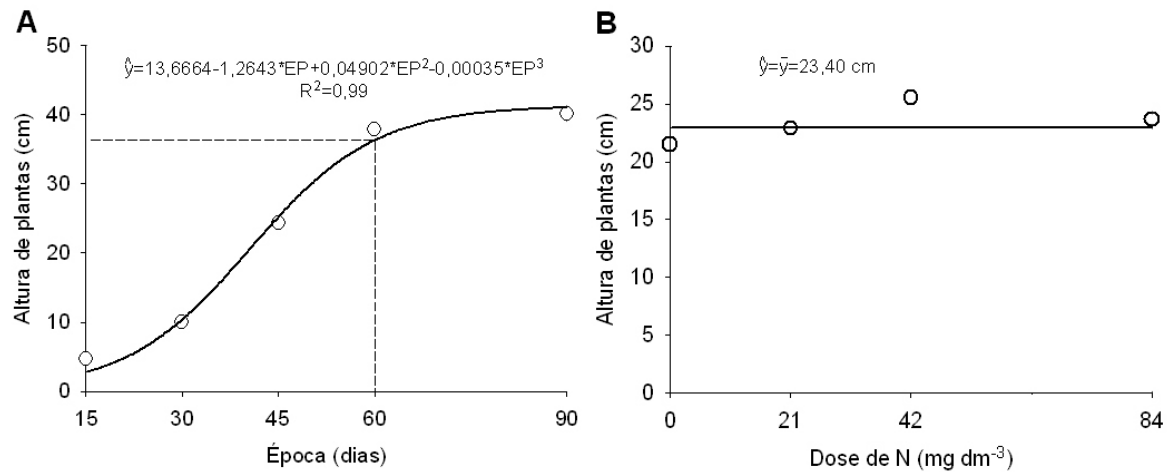 A
50
40
30
20
10
0
Altura de plantas (cm)
ŷ=13,6664-1,2643*EP+0,04902*EP²-0,00035*EP³
R²=0,99
15 30 45 60 90
Época (dias)
B
30
25
20
15
10
5
0
Altura de plantas (cm)
ŷ=ȳ=23,40 cm
0 21 42 84
Dose de N (mg dm⁻³)